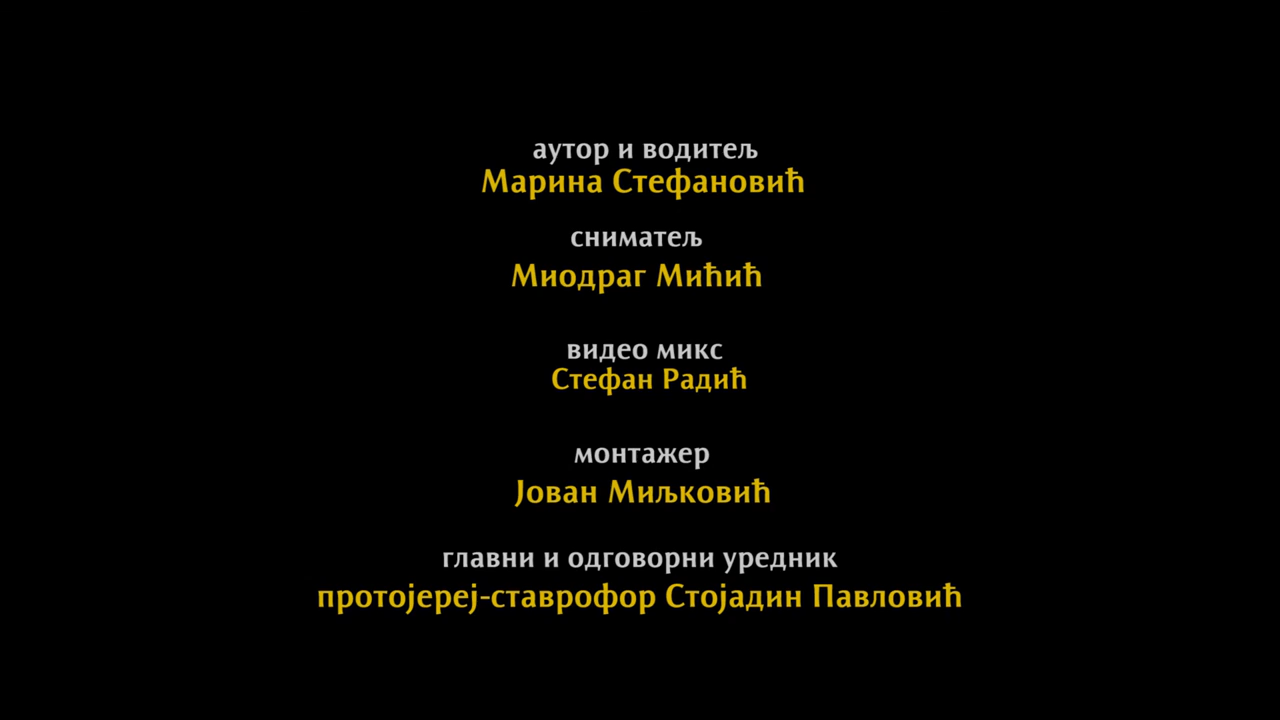 аутор и водитељ
Марина Стефановић
сниматељ
Миодраг Мићић
видео микс
Стефан Радић
монтажер
Јован Миљковић
главни и одговорни уредник
протојереј-ставрофор Стојадин Павловић